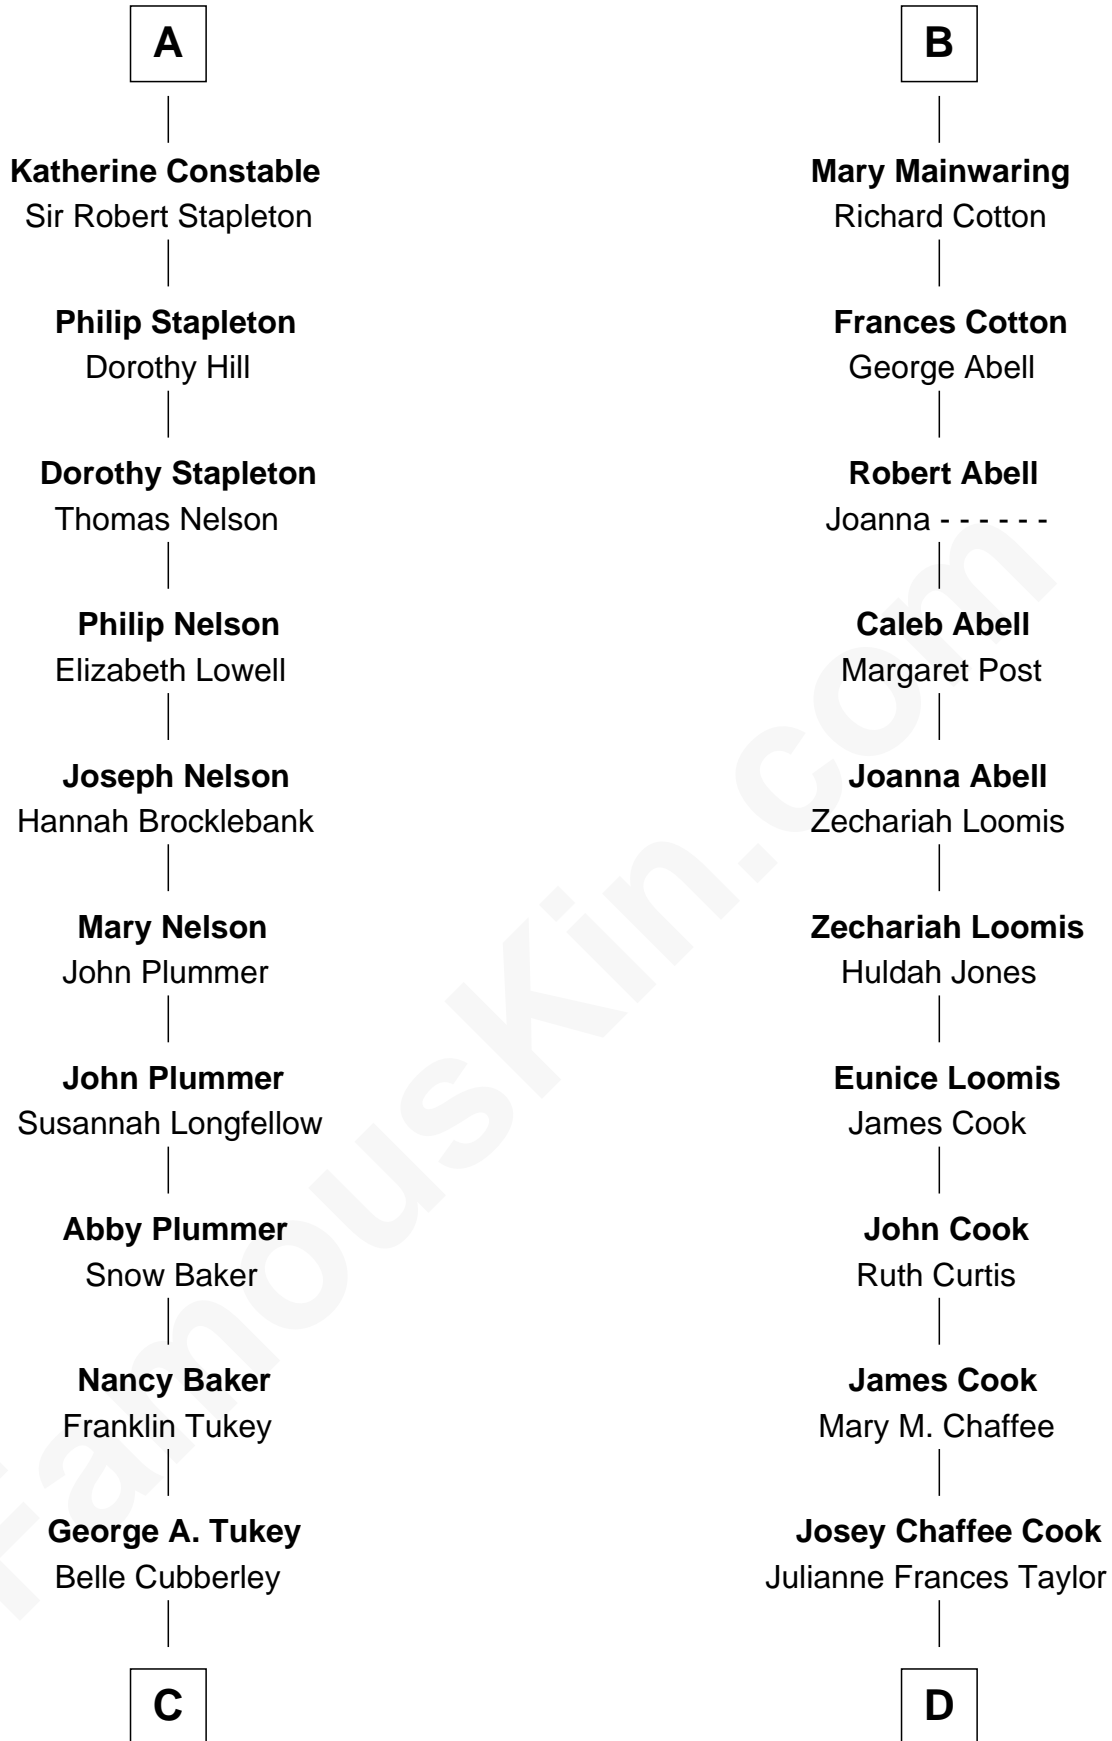 A
Katherine Constable
Sir Robert Stapleton
Philip Stapleton
Dorothy Hill
Dorothy Stapleton
Thomas Nelson
Philip Nelson
Elizabeth Lowell
Joseph Nelson
Hannah Brocklebank
Mary Nelson
John Plummer
John Plummer
Susannah Longfellow
Abby Plummer
Snow Baker
Nancy Baker
Franklin Tukey
George A. Tukey
Belle Cubberley
C
B
Mary Mainwaring
Richard Cotton
Frances Cotton
George Abell
Robert Abell
Joanna - - - - - -
Caleb Abell
Margaret Post
Joanna Abell
Zechariah Loomis
Zechariah Loomis
Huldah Jones
Eunice Loomis
James Cook
John Cook
Ruth Curtis
James Cook
Mary M. Chaffee
Josey Chaffee Cook
Julianne Frances Taylor
D
FamousKin.com